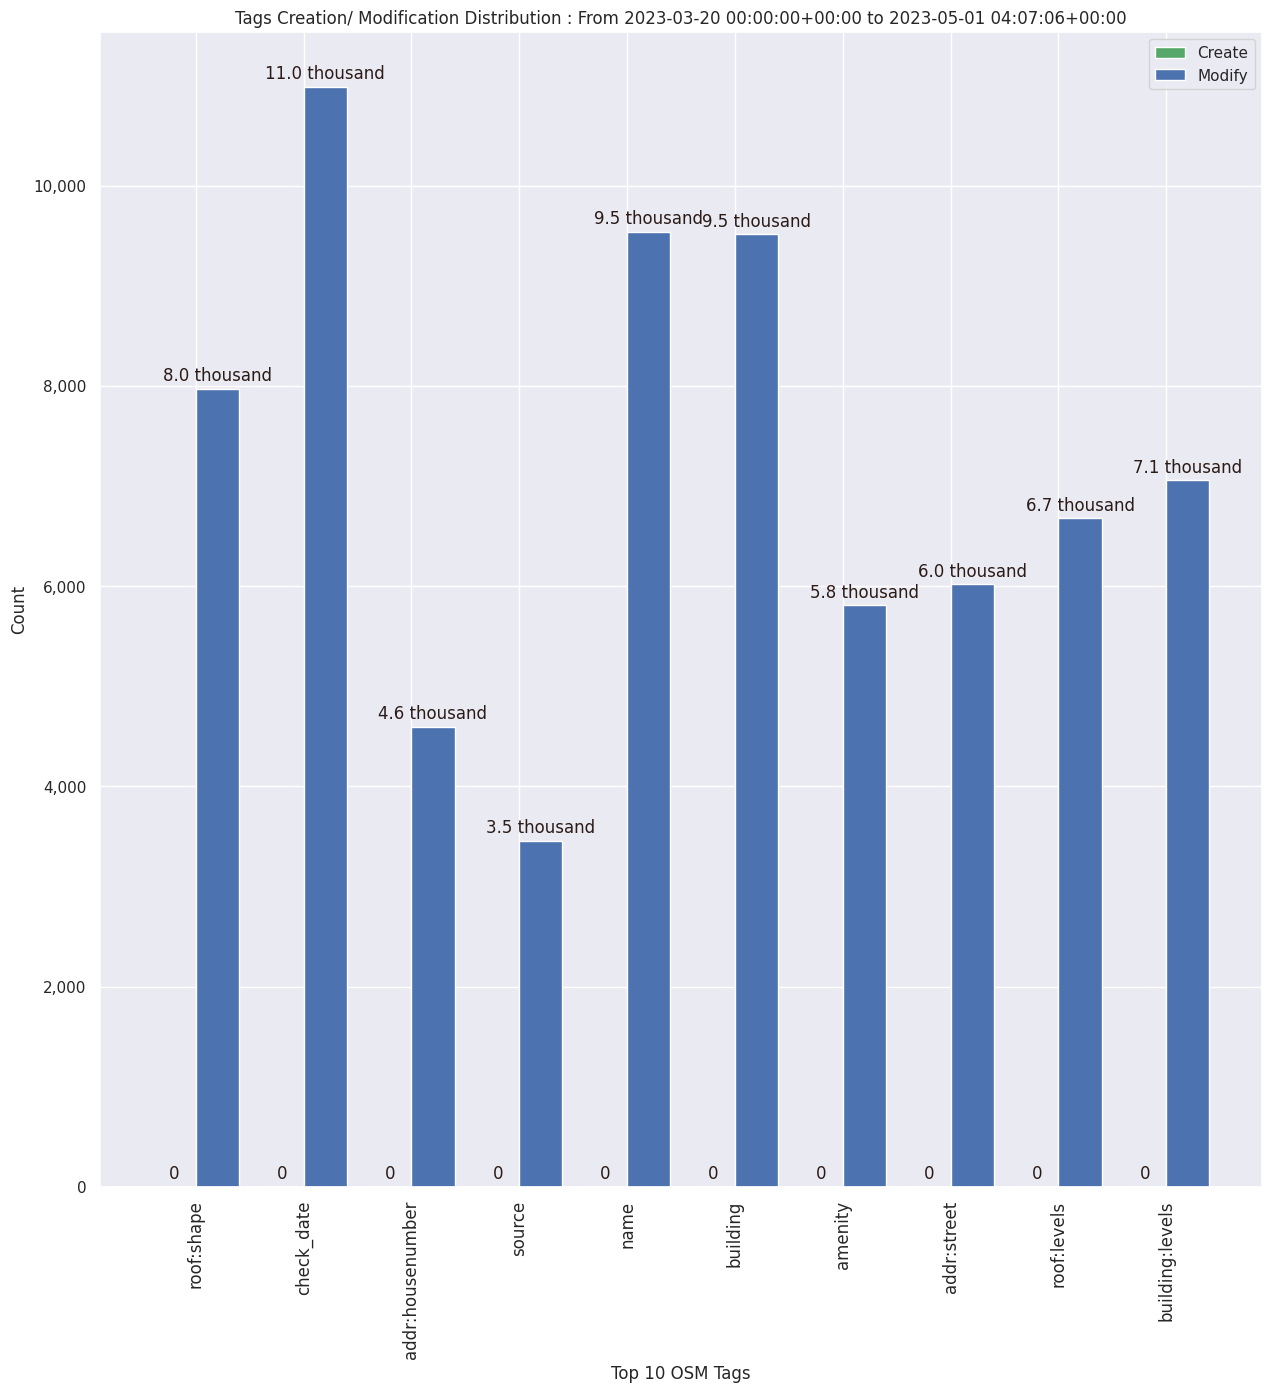 Tags Creation/ Modification Distribution : From 2023-03-20 00:00:00+00:00 to 2023-05-01 04:07:06+00:00
Create
Modify
11.0 thousand
10,000
9.5 thousand
9.5 thousand
8.0 thousand
8,000
7.1 thousand
6.7 thousand
6.0 thousand
5.8 thousand
6,000
Count
4.6 thousand
4,000
3.5 thousand
2,000
0
0
0
0
0
0
0
0
0
0
0
roof:shape
check_date
addr:housenumber
source
name
building
amenity
addr:street
roof:levels
building:levels
Top 10 OSM Tags